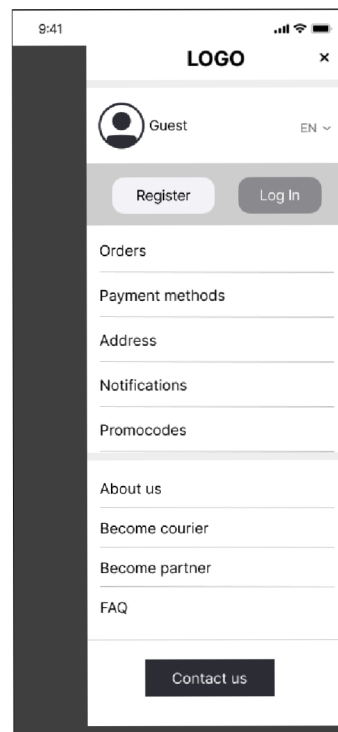 9:41
LOGO ×
Guest EN
Register Log In
Orders
Payment methods
Address
Notifications
Promocodes
About us
Become courier
Become partner
FAQ
Contact us